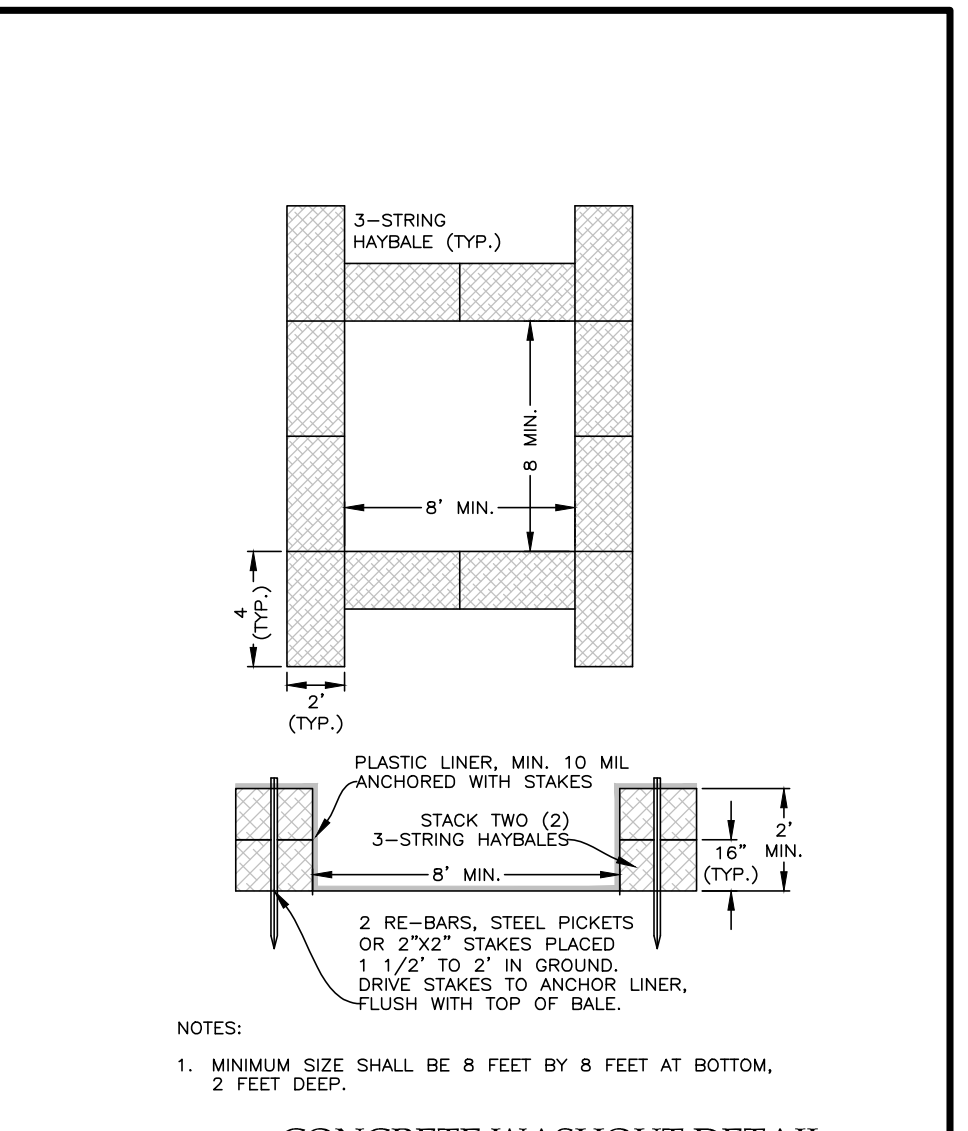 3-STRING
HAYBALE (TYP.)
8 MIN.
8' MIN.
4
(TYP.)
2'
(TYP.)
PLASTIC LINER, MIN. 10 MIL
ANCHORED WITH STAKES
STACK TWO (2)
3-STRING HAYBALES
8' MIN.
16"
(TYP.)
2'
MIN.
2 RE-BARS, STEEL PICKETS
OR 2"X2" STAKES PLACED
1 1/2' TO 2' IN GROUND.
DRIVE STAKES TO ANCHOR LINER,
FLUSH WITH TOP OF BALE.
NOTES:
1. MINIMUM SIZE SHALL BE 8 FEET BY 8 FEET AT BOTTOM,
2 FEET DEEP.
CONCRETE WASHOUT DETAIL